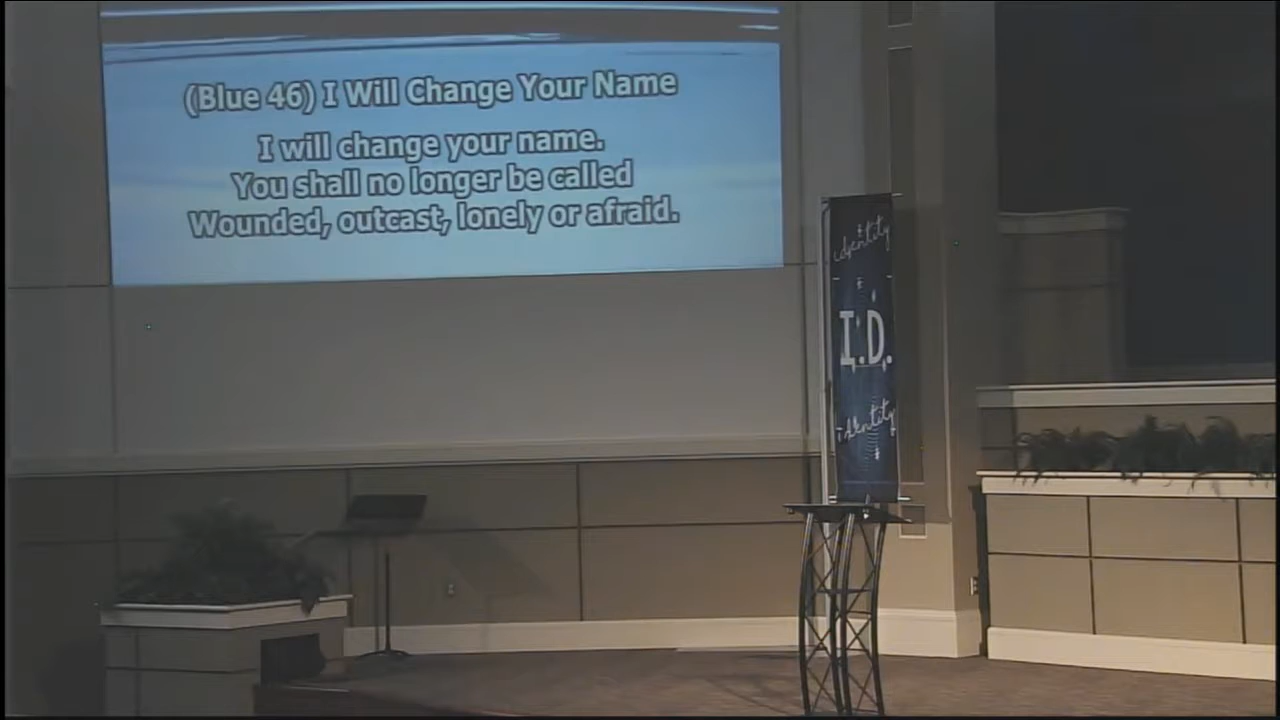 (Blue 46) I Will Change Your Name
I will change your name.
You shall no longer be called
Wounded, outcast, lonely or afraid.
identity
I.D.
identity